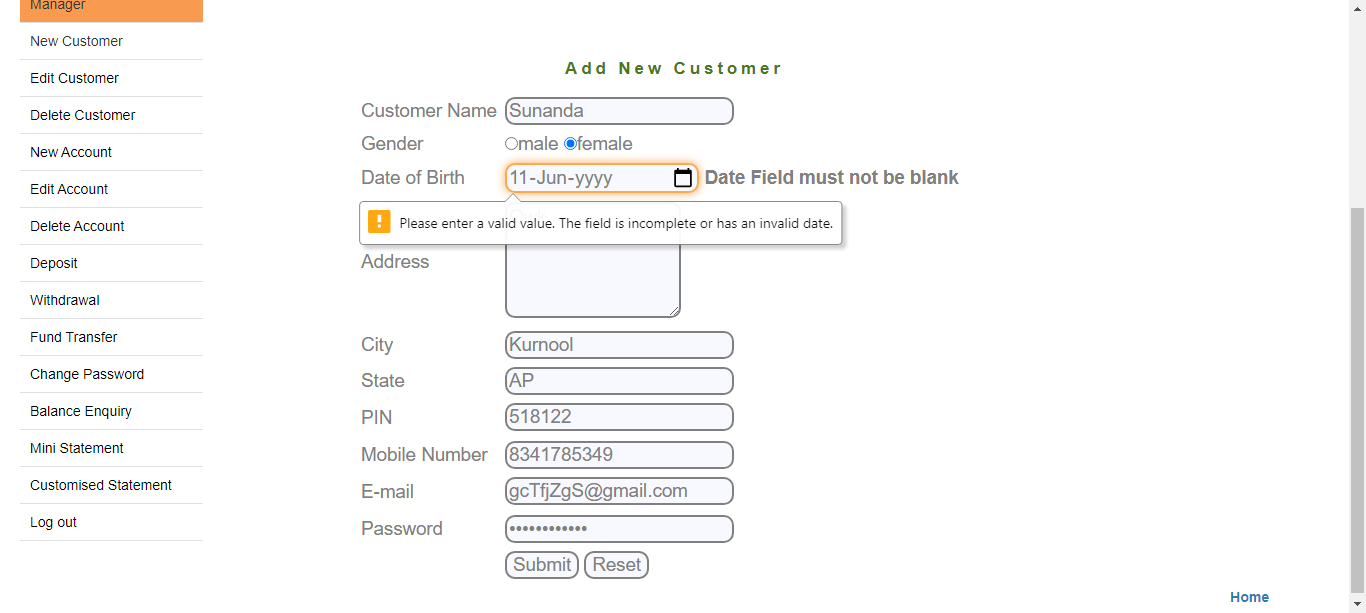 Manager
New Customer
Edit Customer
Delete Customer
New Account
Edit Account
Delete Account
Deposit
Withdrawal
Fund Transfer
Change Password
Balance Enquiry
Mini Statement
Customised Statement
Log out
Add New Customer
Customer Name Sunanda
Gender male female
Date of Birth 11-Jun-yyyy Date Field must not be blank
Please enter a valid value. The field is incomplete or has an invalid date.
Address
City Kurnool
State AP
PIN 518122
Mobile Number 8341785349
E-mail gcTfjZgS@gmail.com
Password ••••••••••••
Submit Reset
Home